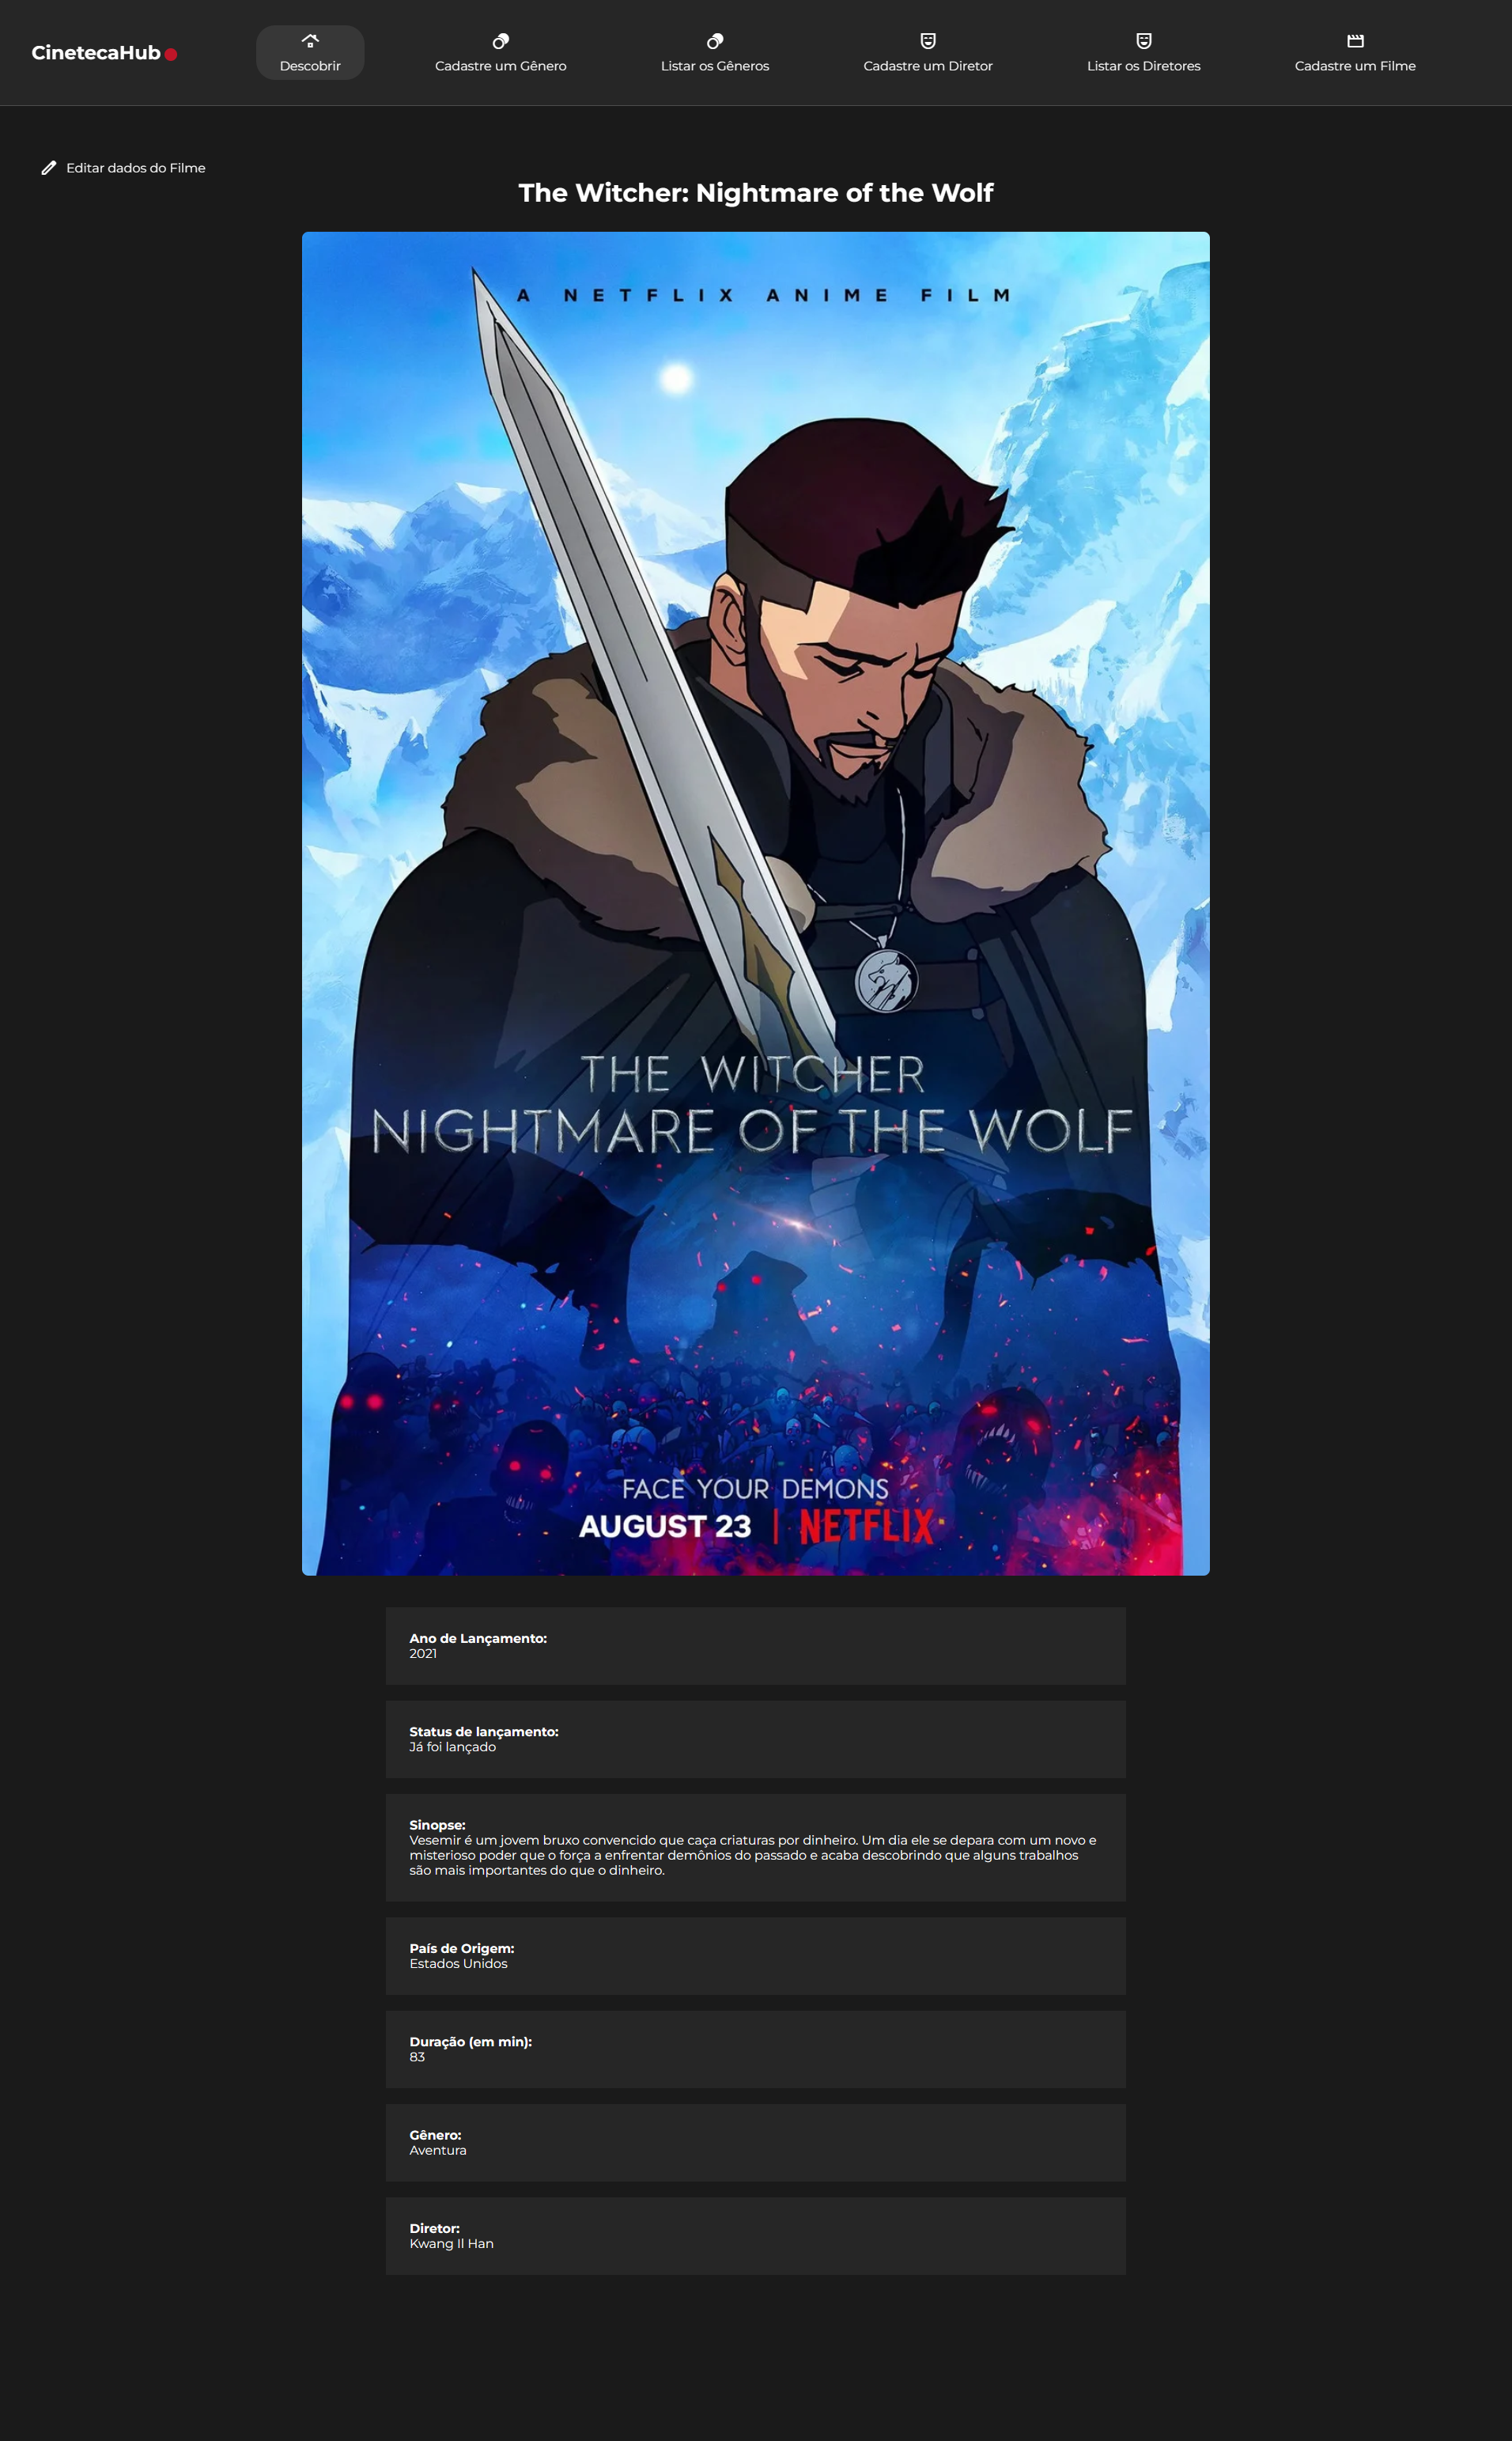 CinetecaHub
Descobrir
Cadastre um Gênero
Listar os Gêneros
Cadastre um Diretor
Listar os Diretores
Cadastre um Filme
Editar dados do Filme
The Witcher: Nightmare of the Wolf
A NETFLIX ANIME FILM
THE WITCHER
NIGHTMARE OF THE WOLF
FACE YOUR DEMONS
AUGUST 23 | NETFLIX
Ano de Lançamento:
2021
Status de lançamento:
Já foi lançado
Sinopse:
Vesemir é um jovem bruxo convencido que caça criaturas por dinheiro. Um dia ele se depara com um novo e
misterioso poder que o força a enfrentar demônios do passado e acaba descobrindo que alguns trabalhos
são mais importantes do que o dinheiro.
País de Origem:
Estados Unidos
Duração (em min):
83
Gênero:
Aventura
Diretor:
Kwang Il Han